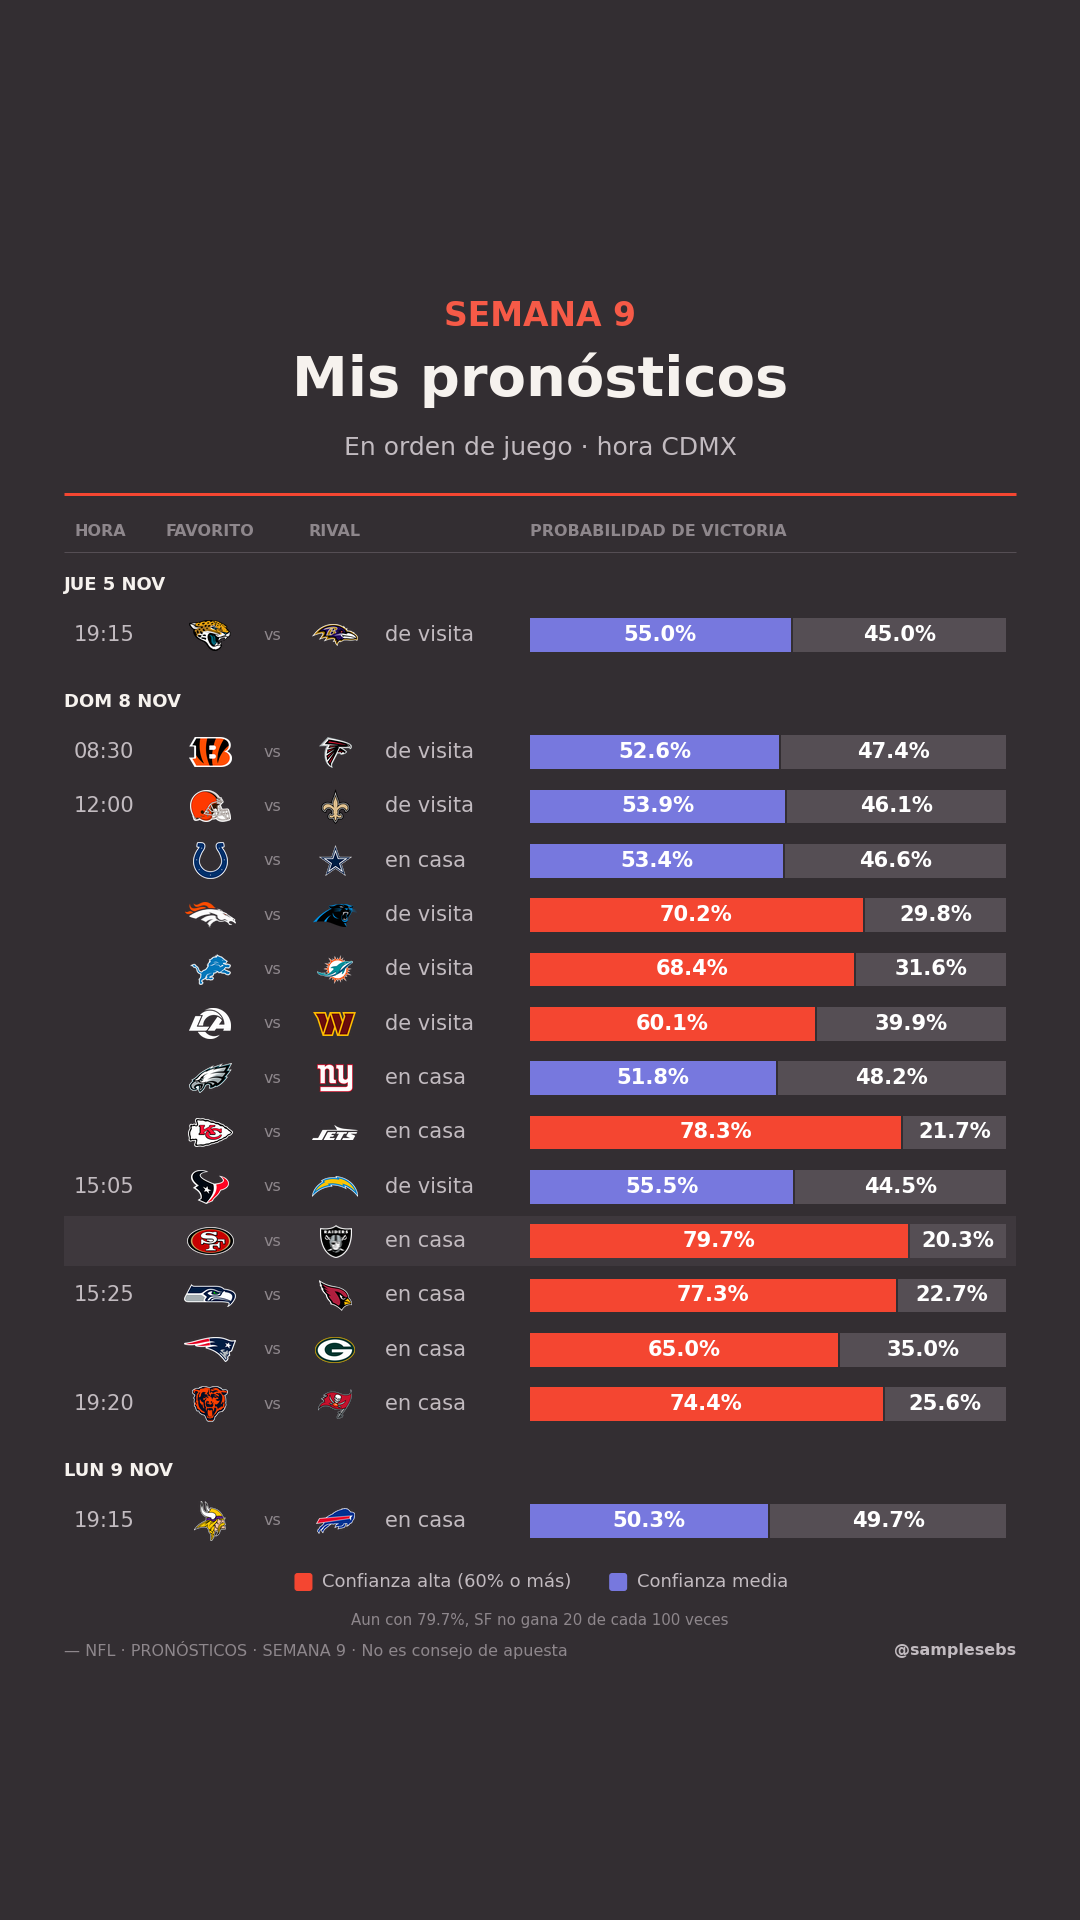 SEMANA 9
Mis pronósticos
En orden de juego · hora CDMX
HORA FAVORITO RIVAL PROBABILIDAD DE VICTORIA
JUE 5 NOV
19:15 vs de visita 55.0% 45.0%
DOM 8 NOV
08:30 vs de visita 52.6% 47.4%
12:00 vs de visita 53.9% 46.1%
vs en casa 53.4% 46.6%
vs de visita 70.2% 29.8%
vs de visita 68.4% 31.6%
LA vs W de visita 60.1% 39.9%
vs ny en casa 51.8% 48.2%
KC vs JETS en casa 78.3% 21.7%
15:05 vs de visita 55.5% 44.5%
SF vs RAIDERS en casa 79.7% 20.3%
15:25 vs en casa 77.3% 22.7%
vs G en casa 65.0% 35.0%
19:20 vs en casa 74.4% 25.6%
LUN 9 NOV
19:15 vs en casa 50.3% 49.7%
Confianza alta (60% o más) Confianza media
Aun con 79.7%, SF no gana 20 de cada 100 veces
— NFL · PRONÓSTICOS · SEMANA 9 · No es consejo de apuesta @samplesebs